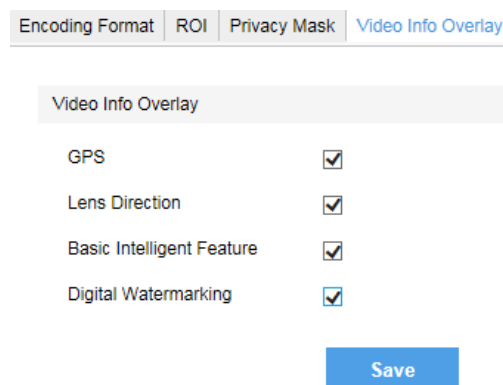 Encoding Format ROI Privacy Mask Video Info Overlay
Video Info Overlay
GPS
Lens Direction
Basic Intelligent Feature
Digital Watermarking
Save